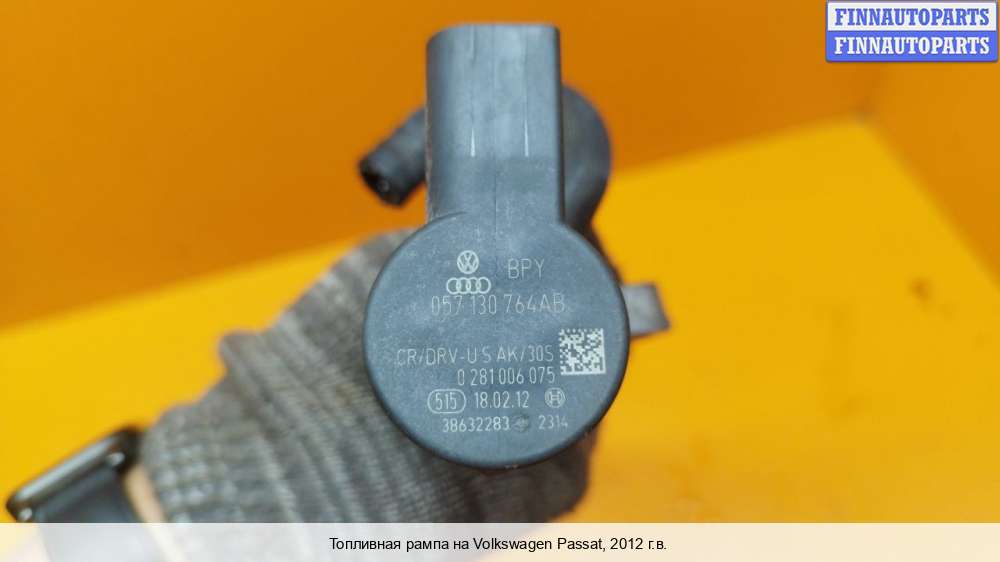 FINNAUTOPARTS
FINNAUTOPARTS
BPY
057 130 764AB
CR/DRV-U S AK/30S
0 281 006 075
515 18.02.12
38632283 2314
Топливная рампа на Volkswagen Passat, 2012 г.в.